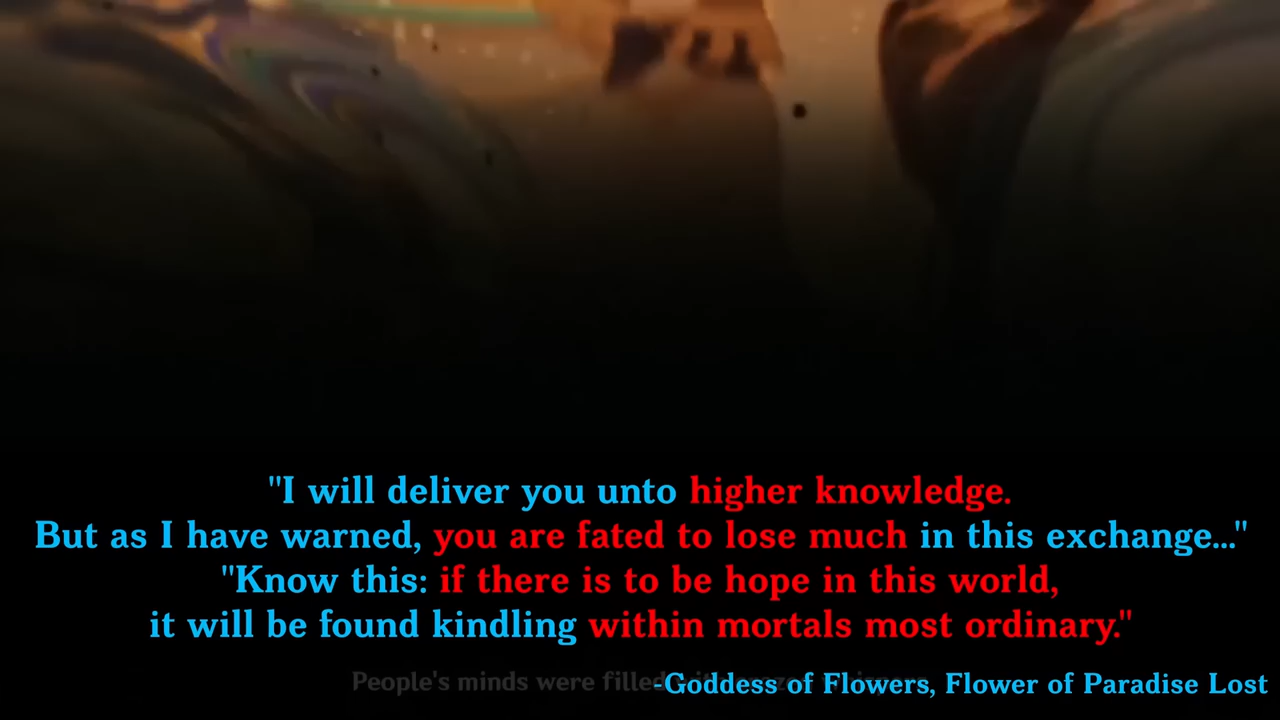 "I will deliver you unto higher knowledge.
But as I have warned, you are fated to lose much in this exchange..."
"Know this: if there is to be hope in this world,
it will be found kindling within mortals most ordinary."
People's minds were filled
-Goddess of Flowers, Flower of Paradise Lost